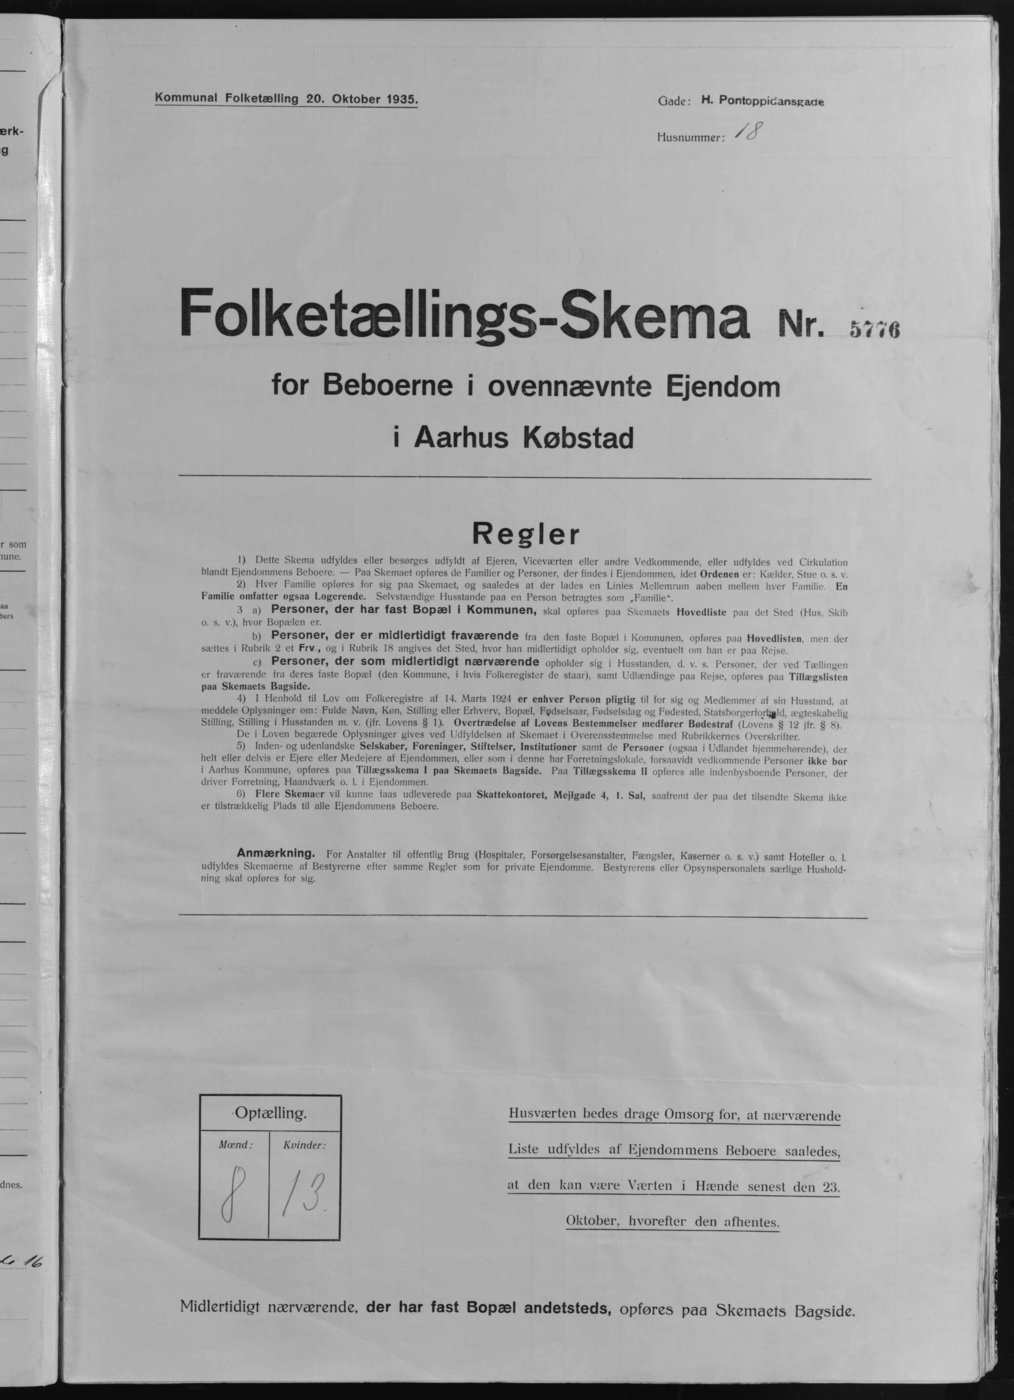 Kommunal Folketælling 20. Oktober 1935.
Gade: H. Pontoppidansgade
Husnummer: 18
Folketællings-Skema Nr. 5776
for Beboerne i ovennævnte Ejendom
i Aarhus Købstad
Regler
1) Dette Skema udfyldes eller besørges udfyldt af Ejeren, Viceværten eller andre Vedkommende, eller udfyldes ved Cirkulation
blandt Ejendommens Beboere. — Paa Skemaet opføres de Familier og Personer, der findes i Ejendommen, idet Ordenen er: Kælder, Stue o. s. v.
2) Hver Familie opføres for sig paa Skemaet, og saaledes at der lades en Linies Mellemrum aaben mellem hver Familie. En
Familie omfatter ogsaa Logerende. Selvstændige Husstande paa en Person betragtes som „Familie".
3 a) Personer, der har fast Bopæl i Kommunen, skal opføres paa Skemaets Hovedliste paa det Sted (Hus, Skib
o. s. v.), hvor Bopælen er.
b) Personer, der er midlertidigt fraværende fra den faste Bopæl i Kommunen, opføres paa Hovedlisten, men der
sættes i Rubrik 2 et Frv., og i Rubrik 18 angives det Sted, hvor han midlertidigt opholder sig, eventuelt om han er paa Rejse.
c) Personer, der som midlertidigt nærværende opholder sig i Husstanden, d. v. s. Personer, der ved Tællingen
er fraværende fra deres faste Bopæl (den Kommune, i hvis Folkeregister de staar), samt Udlændinge paa Rejse, opføres paa Tillægslisten
paa Skemaets Bagside.
4) I Henhold til Lov om Folkeregistre af 14. Marts 1924 er enhver Person pligtig til for sig og Medlemmer af sin Husstand, at
meddele Oplysninger om: Fulde Navn, Køn, Stilling eller Erhverv, Bopæl, Fødselsaar, Fødselsdag og Fødested, Statsborgerforhold, ægteskabelig
Stilling, Stilling i Husstanden m. v. (jfr. Lovens § 1). Overtrædelse af Lovens Bestemmelser medfører Bødestraf (Lovens § 12 jfr. § 8).
De i Loven begærede Oplysninger gives ved Udfyldelsen af Skemaet i Overensstemmelse med Rubrikkernes Overskrifter.
5) Inden- og udenlandske Selskaber, Foreninger, Stiftelser, Institutioner samt de Personer (ogsaa i Udlandet hjemmehørende), der
helt eller delvis er Ejere eller Medejere af Ejendommen, eller som i denne har Forretningslokale, forsaavidt vedkommende Personer ikke bor
i Aarhus Kommune, opføres paa Tillægsskema I paa Skemaets Bagside. Paa Tillægsskema II opføres alle indenbysboende Personer, der
driver Forretning, Haandværk o. l. i Ejendommen.
6) Flere Skemaer vil kunne faas udleverede paa Skattekontoret, Mejlgade 4, 1. Sal, saafremt der paa det tilsendte Skema ikke
er tilstrækkelig Plads til alle Ejendommens Beboere.
Anmærkning. For Anstalter til offentlig Brug (Hospitaler, Forsørgelsesanstalter, Fængsler, Kaserner o. s. v.) samt Hoteller o. l.
udfyldes Skemaerne af Bestyrerne efter samme Regler som for private Ejendomme. Bestyrerens eller Opsynspersonalets særlige Hushold-
ning skal opføres for sig.
Optælling.
Mænd: Kvinder:
8 13.
Husværten bedes drage Omsorg for, at nærværende
Liste udfyldes af Ejendommens Beboere saaledes,
at den kan være Værten i Hænde senest den 23.
Oktober, hvorefter den afhentes.
Midlertidigt nærværende, der har fast Bopæl andetsteds, opføres paa Skemaets Bagside.